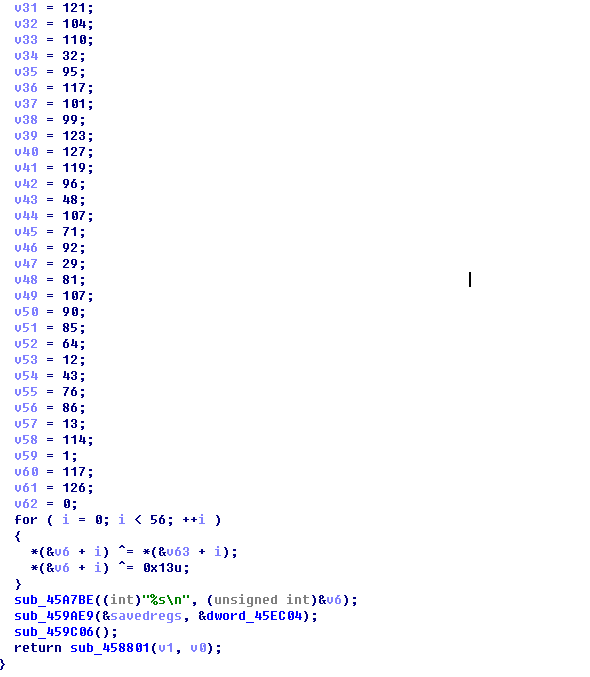 v31 = 121;
v32 = 104;
v33 = 110;
v34 = 32;
v35 = 95;
v36 = 117;
v37 = 101;
v38 = 99;
v39 = 123;
v40 = 127;
v41 = 119;
v42 = 96;
v43 = 48;
v44 = 107;
v45 = 71;
v46 = 92;
v47 = 29;
v48 = 81;
v49 = 107;
v50 = 90;
v51 = 85;
v52 = 64;
v53 = 12;
v54 = 43;
v55 = 76;
v56 = 86;
v57 = 13;
v58 = 114;
v59 = 1;
v60 = 117;
v61 = 126;
v62 = 0;
for ( i = 0; i < 56; ++i )
{
*(&v6 + i) ^= *(&v63 + i);
*(&v6 + i) ^= 0x13u;
}
sub_45A7BE((int)"%s\n", (unsigned int)&v6);
sub_459AE9(&savedregs, &dword_45EC04);
sub_459C06();
return sub_458801(v1, v0);
}